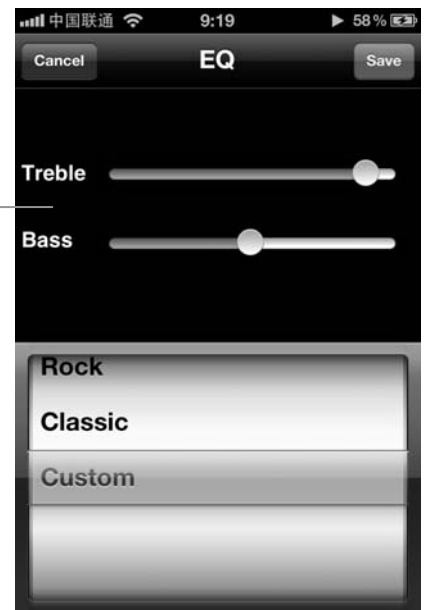 中国联通 9:19 58%
Cancel EQ Save
Treble
Bass
Rock
Classic
Custom